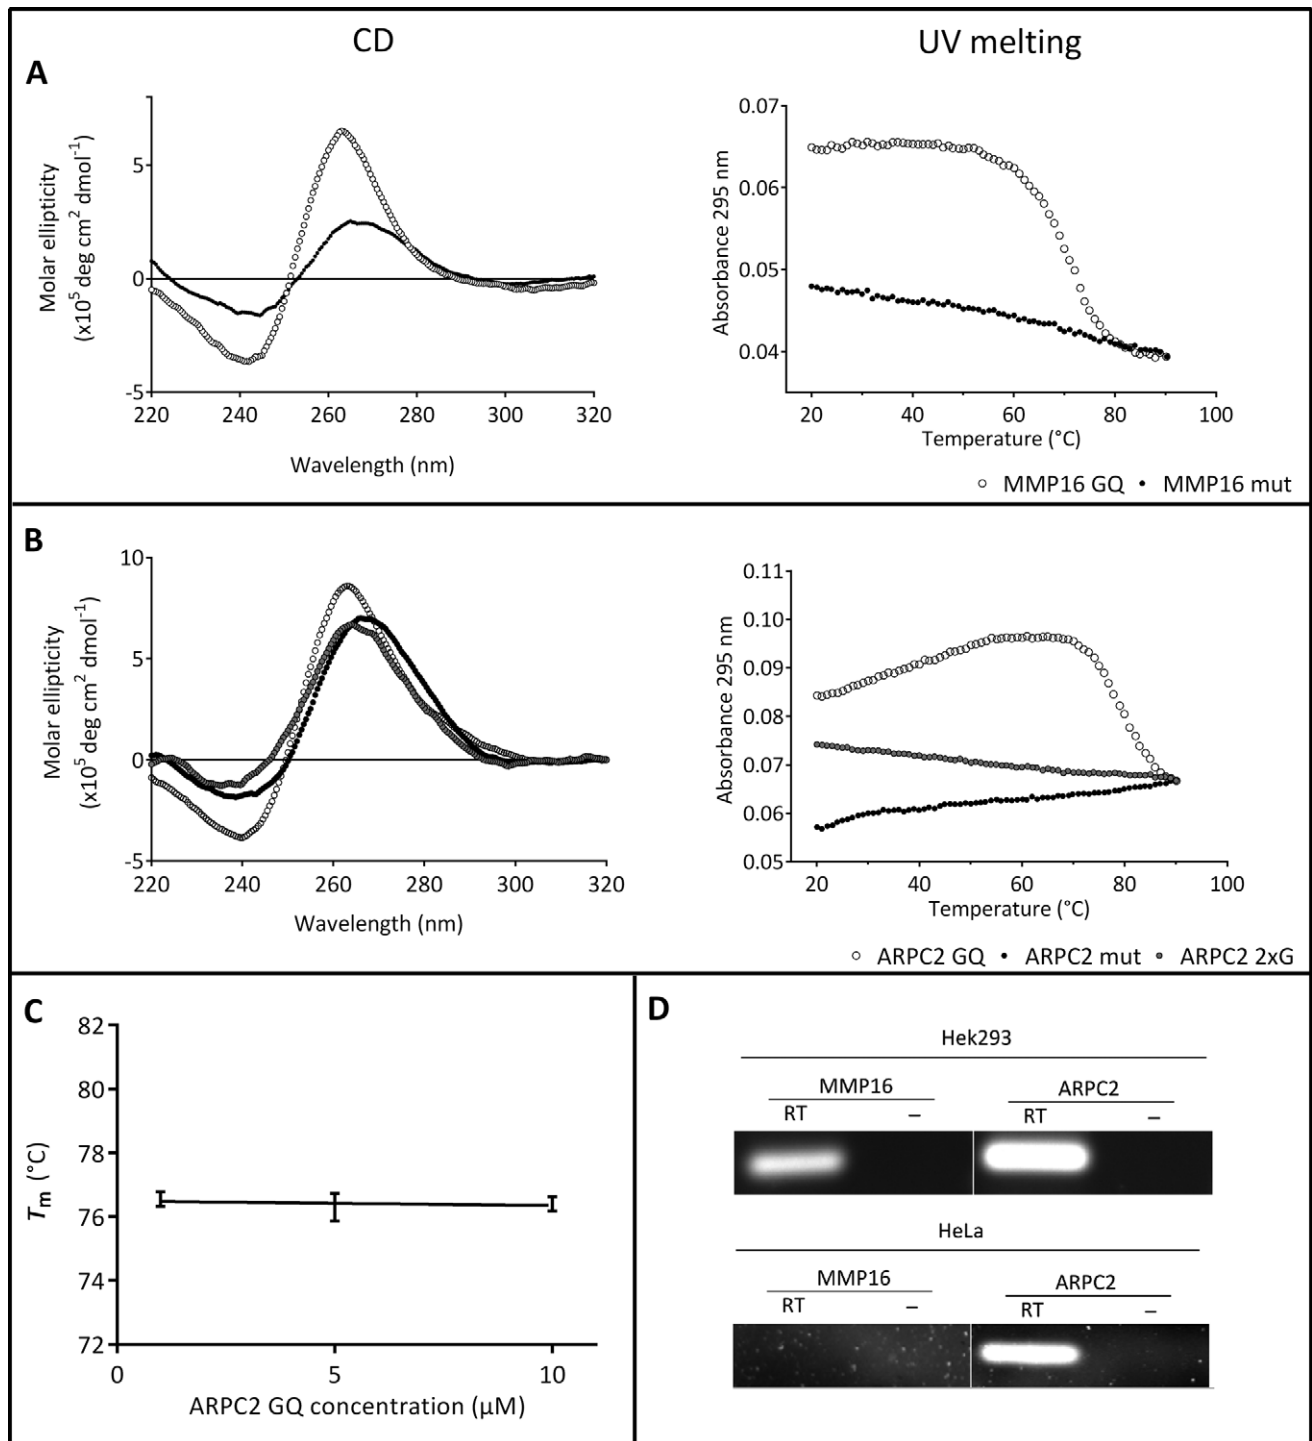 CD
UV melting
A
Molar ellipticity
(x10⁵ deg cm² dmol⁻¹)
5
0
-5
220 240 260 280 300 320
Wavelength (nm)
Absorbance 295 nm
0.07
0.06
0.05
0.04
20 40 60 80 100
Temperature (°C)
MMP16 GQ MMP16 mut
B
Molar ellipticity
(x10⁵ deg cm² dmol⁻¹)
10
5
0
-5
220 240 260 280 300 320
Wavelength (nm)
Absorbance 295 nm
0.11
0.10
0.09
0.08
0.07
0.06
0.05
20 40 60 80 100
Temperature (°C)
ARPC2 GQ ARPC2 mut ARPC2 2xG
C
Tm (°C)
82
80
78
76
74
72
0 5 10
ARPC2 GQ concentration (µM)
D
Hek293
MMP16 ARPC2
RT – RT –
HeLa
MMP16 ARPC2
RT – RT –